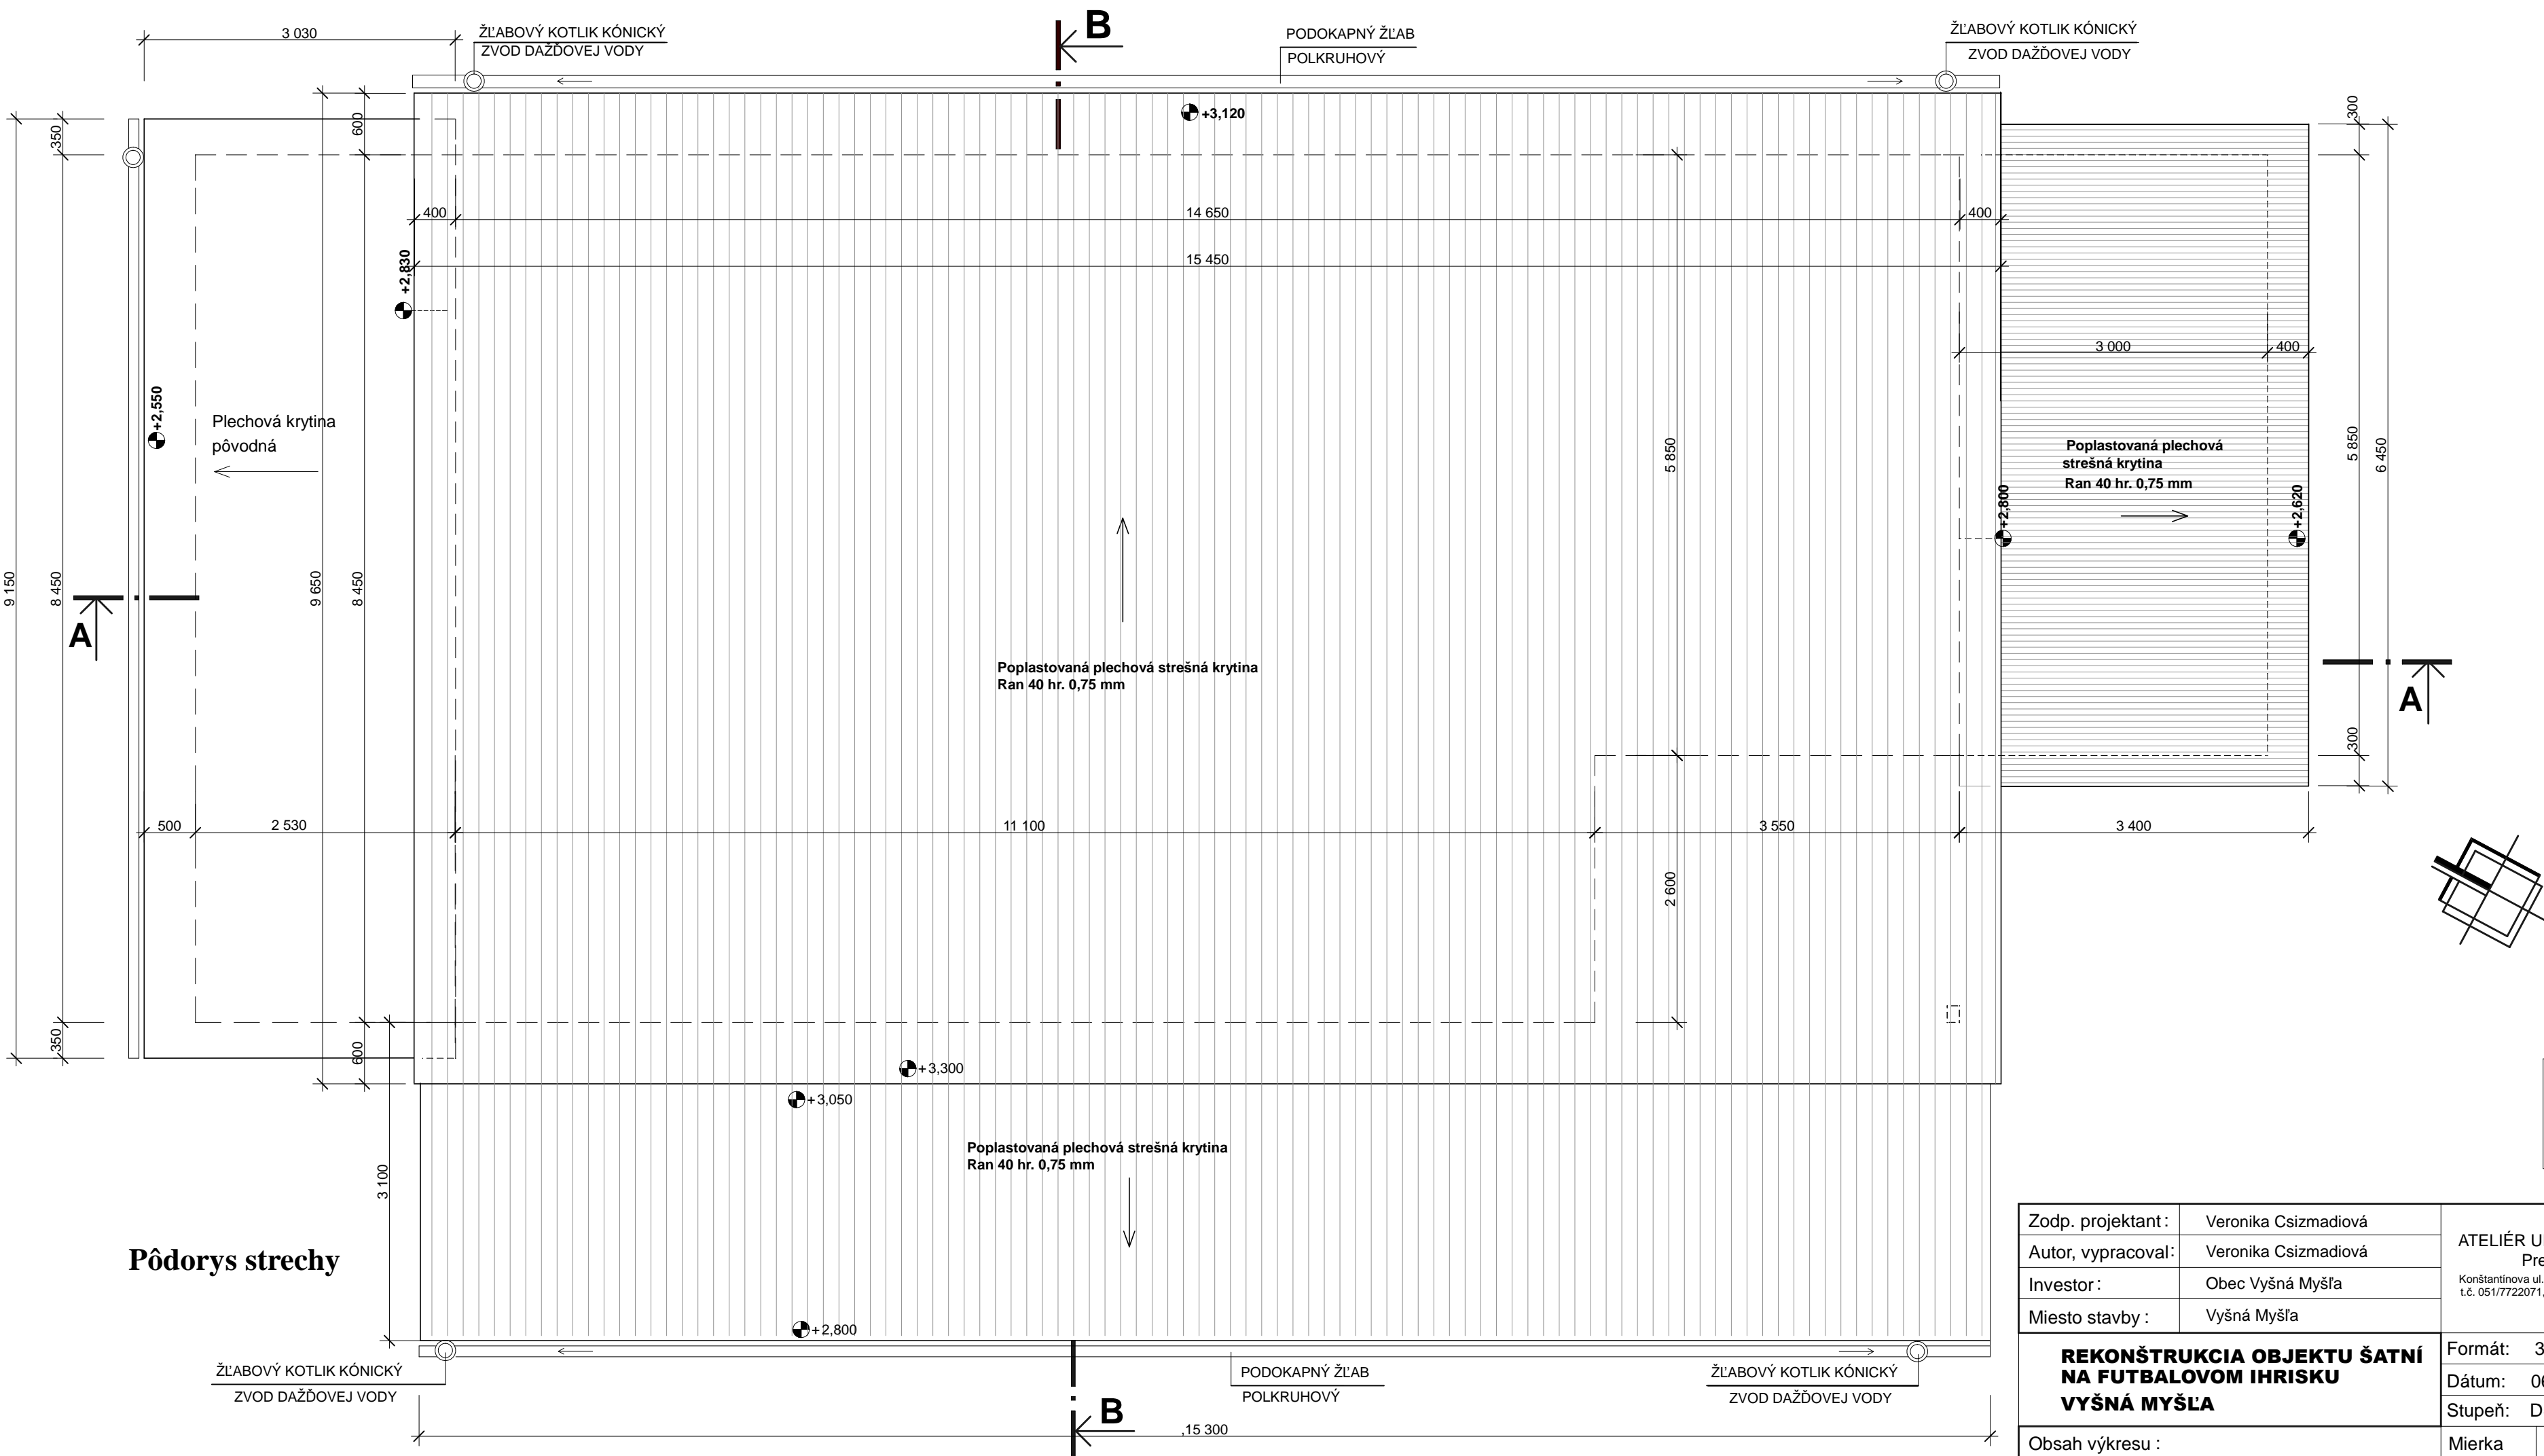 3 030
ŽĽABOVÝ KOTLIK KÓNICKÝ
ZVOD DAŽĎOVEJ VODY
B
PODOKAPNÝ ŽĽAB
POLKRUHOVÝ
ŽĽABOVÝ KOTLIK KÓNICKÝ
ZVOD DAŽĎOVEJ VODY
+3,120
350
600
300
400
14 650
400
15 450
+2,830
3 000
400
+2,550
Plechová krytina
pôvodná
5 850
Poplastovaná plechová
strešná krytina
Ran 40 hr. 0,75 mm
+2,800
+2,620
5 850
6 450
9 150
8 450
9 650
8 450
A
Poplastovaná plechová strešná krytina
Ran 40 hr. 0,75 mm
A
300
500
2 530
11 100
3 550
3 400
2 600
350
600
+3,300
+3,050
Poplastovaná plechová strešná krytina
Ran 40 hr. 0,75 mm
3 100
Pôdorys strechy
+2,800
ŽĽABOVÝ KOTLIK KÓNICKÝ
ZVOD DAŽĎOVEJ VODY
PODOKAPNÝ ŽĽAB
POLKRUHOVÝ
ŽĽABOVÝ KOTLIK KÓNICKÝ
ZVOD DAŽĎOVEJ VODY
B
,15 300
Zodp. projektant: Veronika Csizmadiová
Autor, vypracoval: Veronika Csizmadiová
Investor: Obec Vyšná Myšľa
Miesto stavby: Vyšná Myšľa
ATELIÉR U
Pre
Konštantínova ul.
t.č. 051/7722071,
REKONŠTRUKCIA OBJEKTU ŠATNÍ
NA FUTBALOVOM IHRISKU
VYŠNÁ MYŠĽA
Formát: 3
Dátum: 06
Stupeň: D
Obsah výkresu :
Mierka